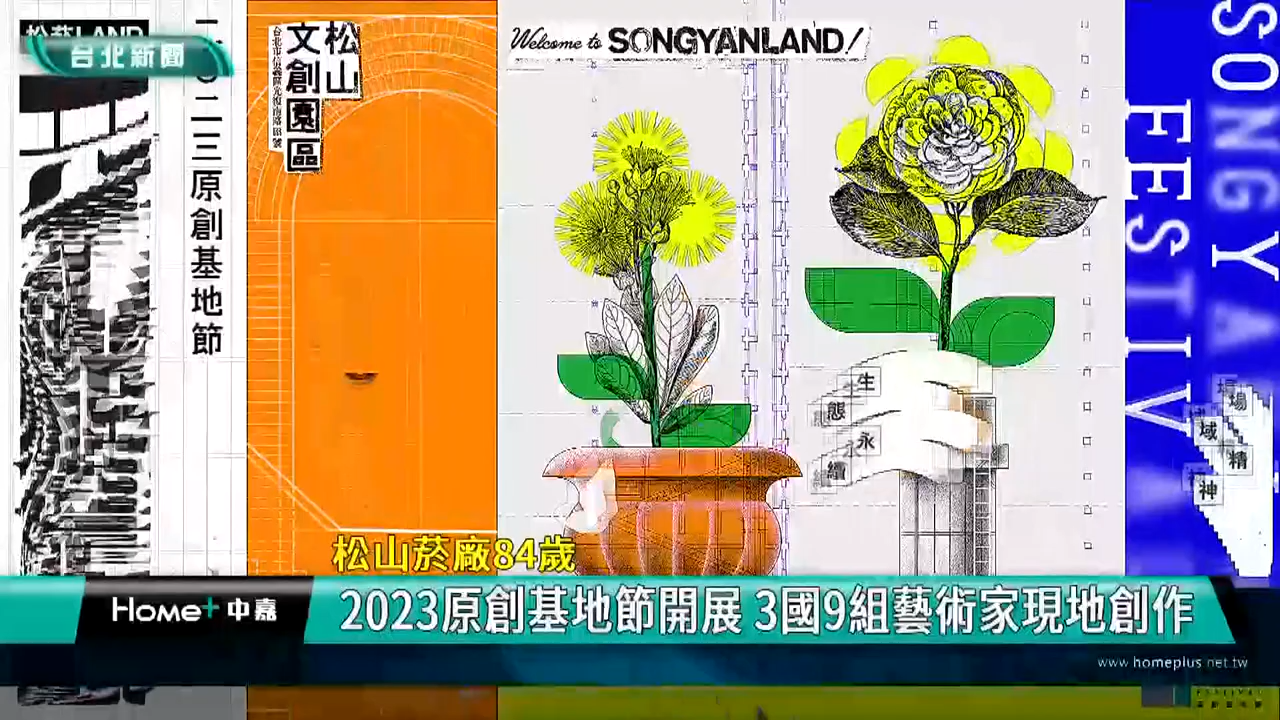 台北新聞
二〇二三原創基地節
松山
文創園區
Welcome to SONGYANLAND!
SONGYA
FESTIV
生態永續
場域精神
松山菸廠84歲
Home+中嘉
2023原創基地節開展 3國9組藝術家現地創作
www.homeplus.net.tw